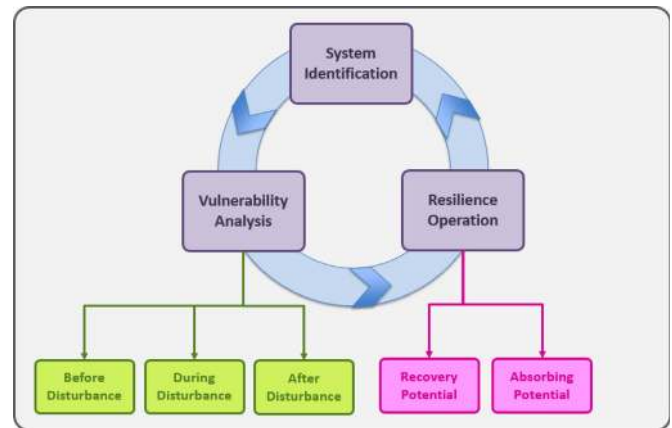 System
Identification
Vulnerability
Analysis
Resilience
Operation
Before
Disturbance
During
Disturbance
After
Disturbance
Recovery
Potential
Absorbing
Potential